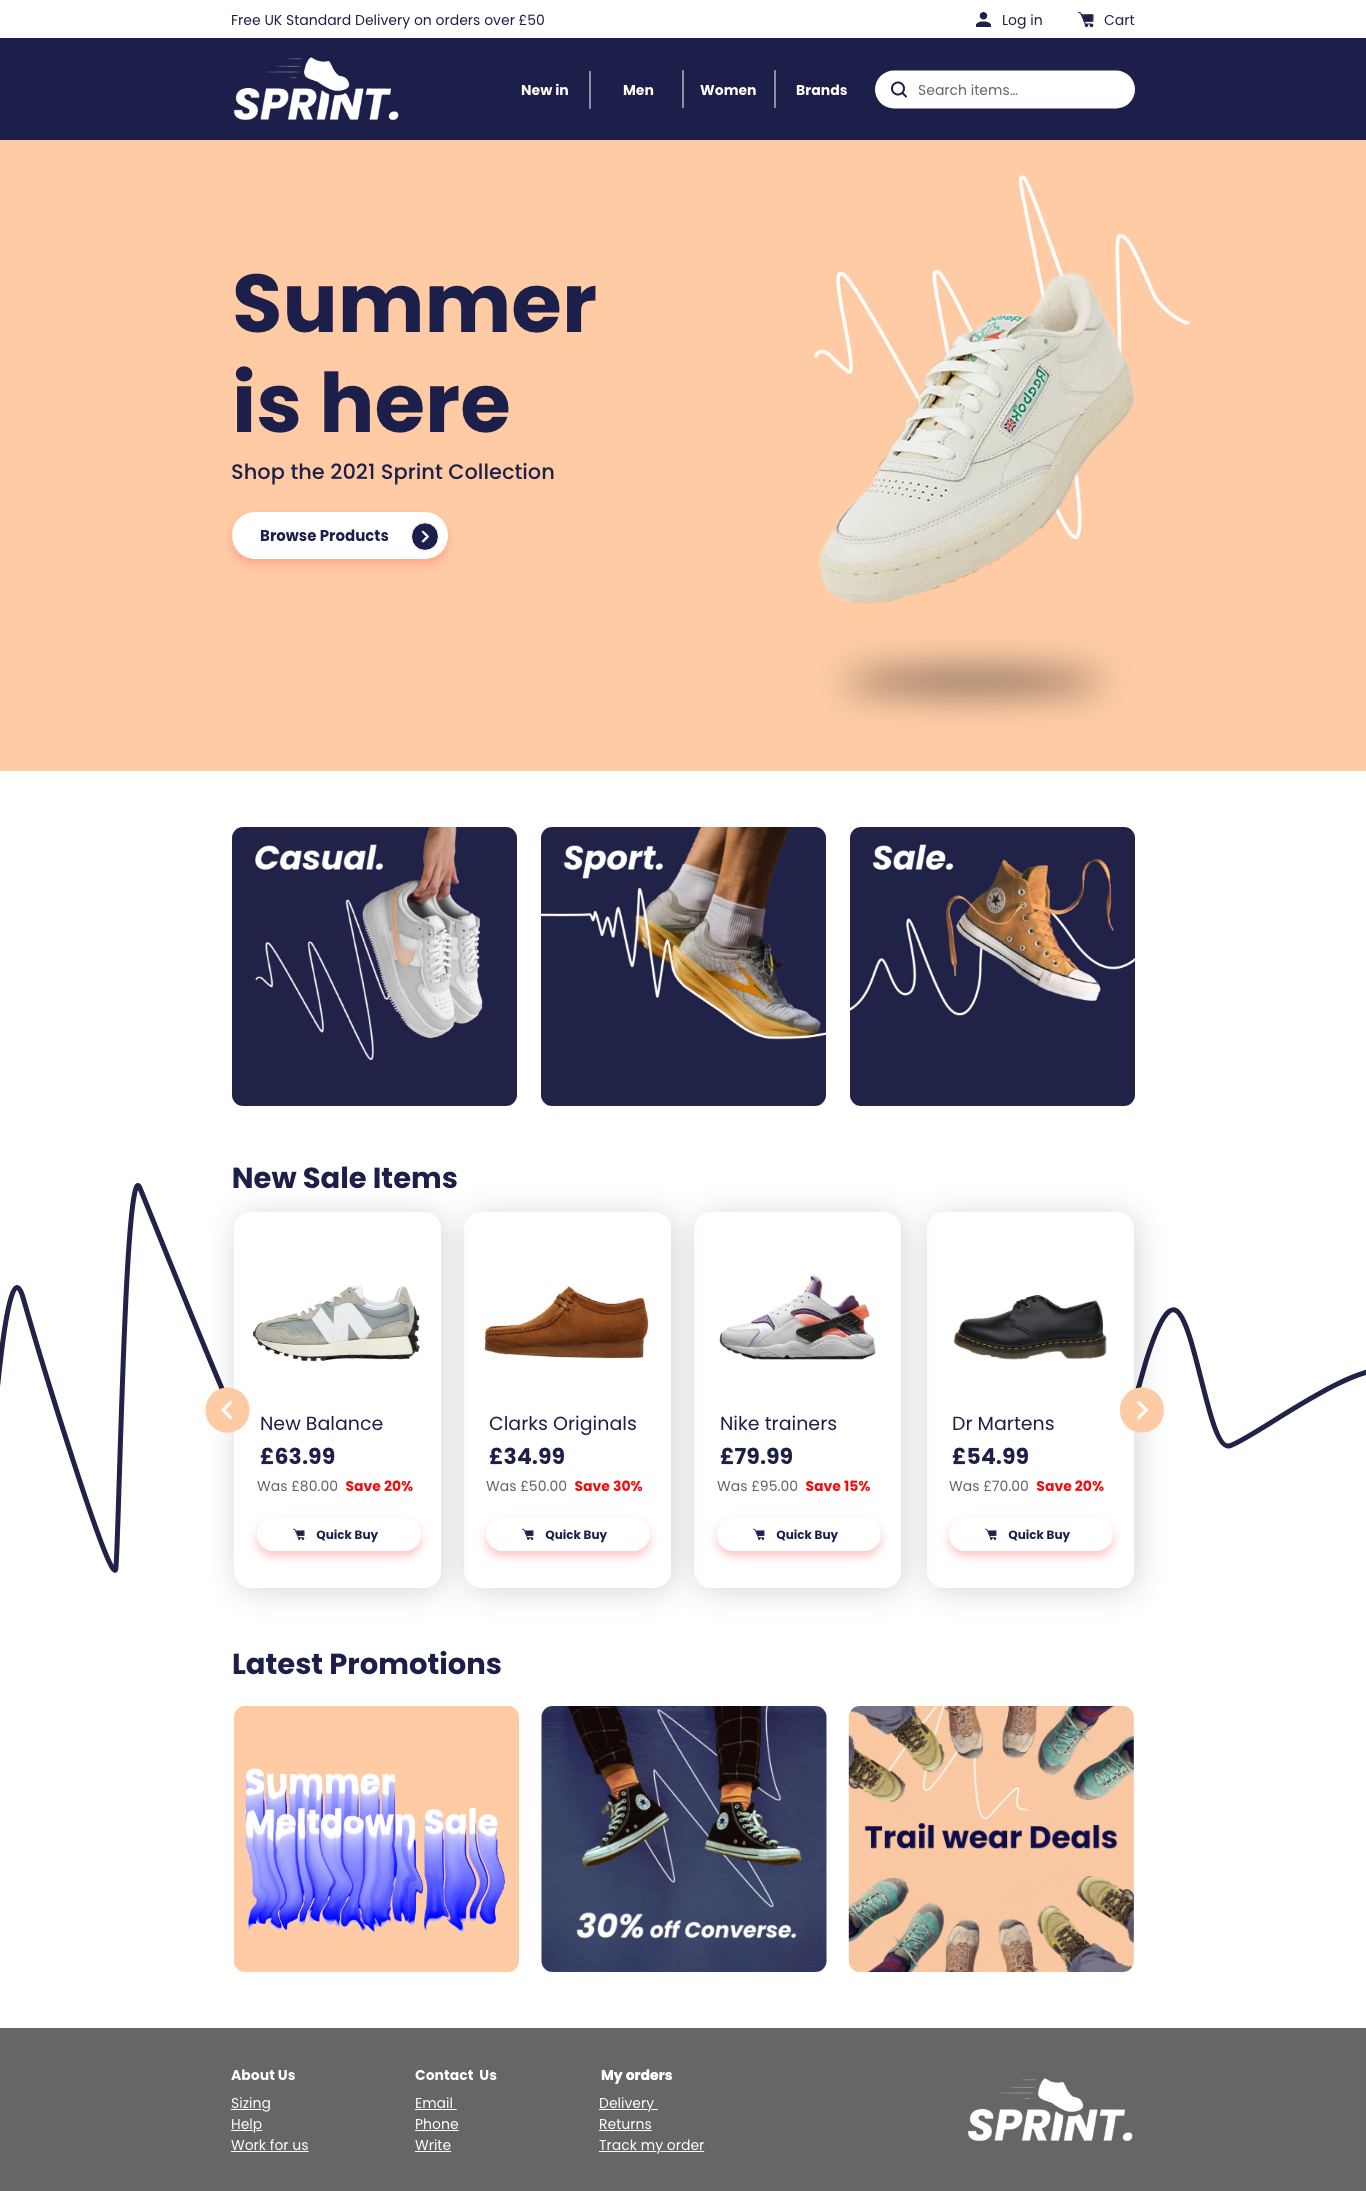 Free UK Standard Delivery on orders over £50
Log in
Cart
SPRINT.
New in
Men
Women
Brands
Search items...
Summer
is here
Shop the 2021 Sprint Collection
Browse Products
Reebok
Casual.
Sport.
Sale.
New Sale Items
New Balance
£63.99
Was £80.00 Save 20%
Quick Buy
Clarks Originals
£34.99
Was £50.00 Save 30%
Quick Buy
Nike trainers
£79.99
Was £95.00 Save 15%
Quick Buy
Dr Martens
£54.99
Was £70.00 Save 20%
Quick Buy
Latest Promotions
Summer
Meltdown Sale
30% off Converse.
Trail wear Deals
About Us
Sizing
Help
Work for us
Contact Us
Email
Phone
Write
My orders
Delivery
Returns
Track my order
SPRINT.